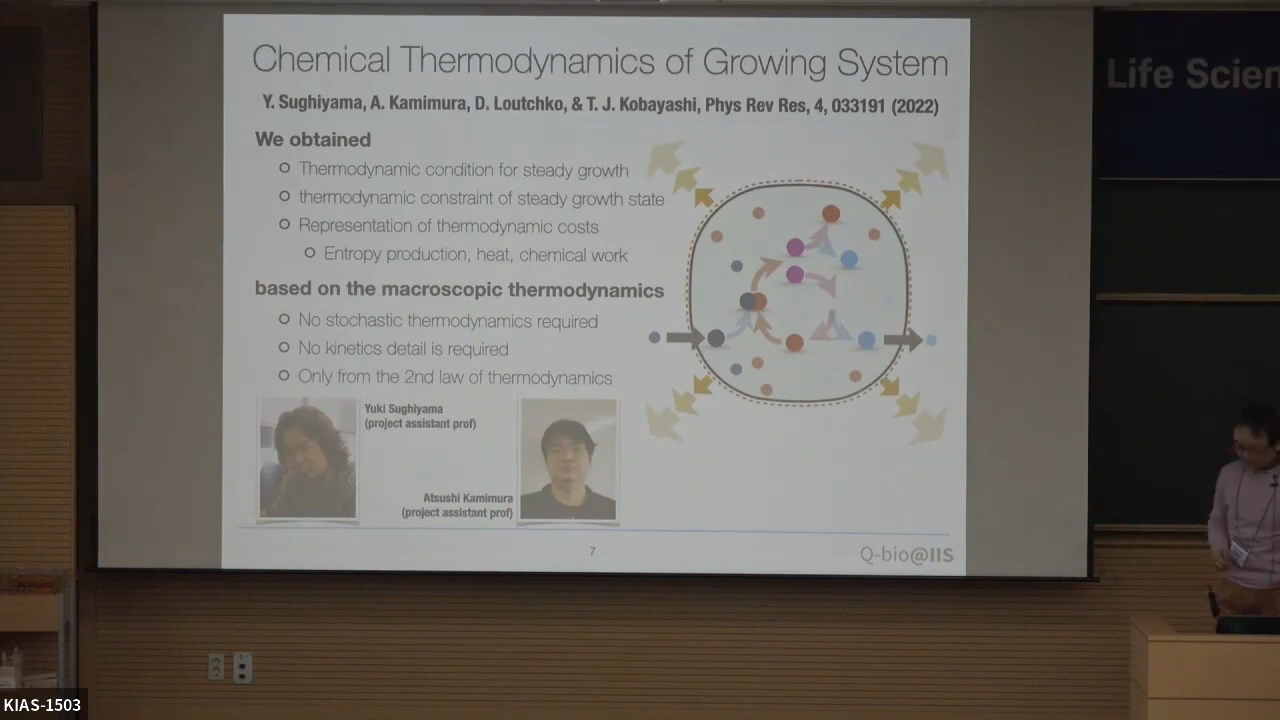 Chemical Thermodynamics of Growing System
Y. Sughiyama, A. Kamimura, D. Loutchko, & T. J. Kobayashi, Phys Rev Res, 4, 033191 (2022)
We obtained
Thermodynamic condition for steady growth
thermodynamic constraint of steady growth state
Representation of thermodynamic costs
Entropy production, heat, chemical work
based on the macroscopic thermodynamics
No stochastic thermodynamics required
No kinetics detail is required
Only from the 2nd law of thermodynamics
Yuki Sughiyama
(project assistant prof)
Atsushi Kamimura
(project assistant prof)
7
Q-bio@IIS
Life Scien
KIAS-1503